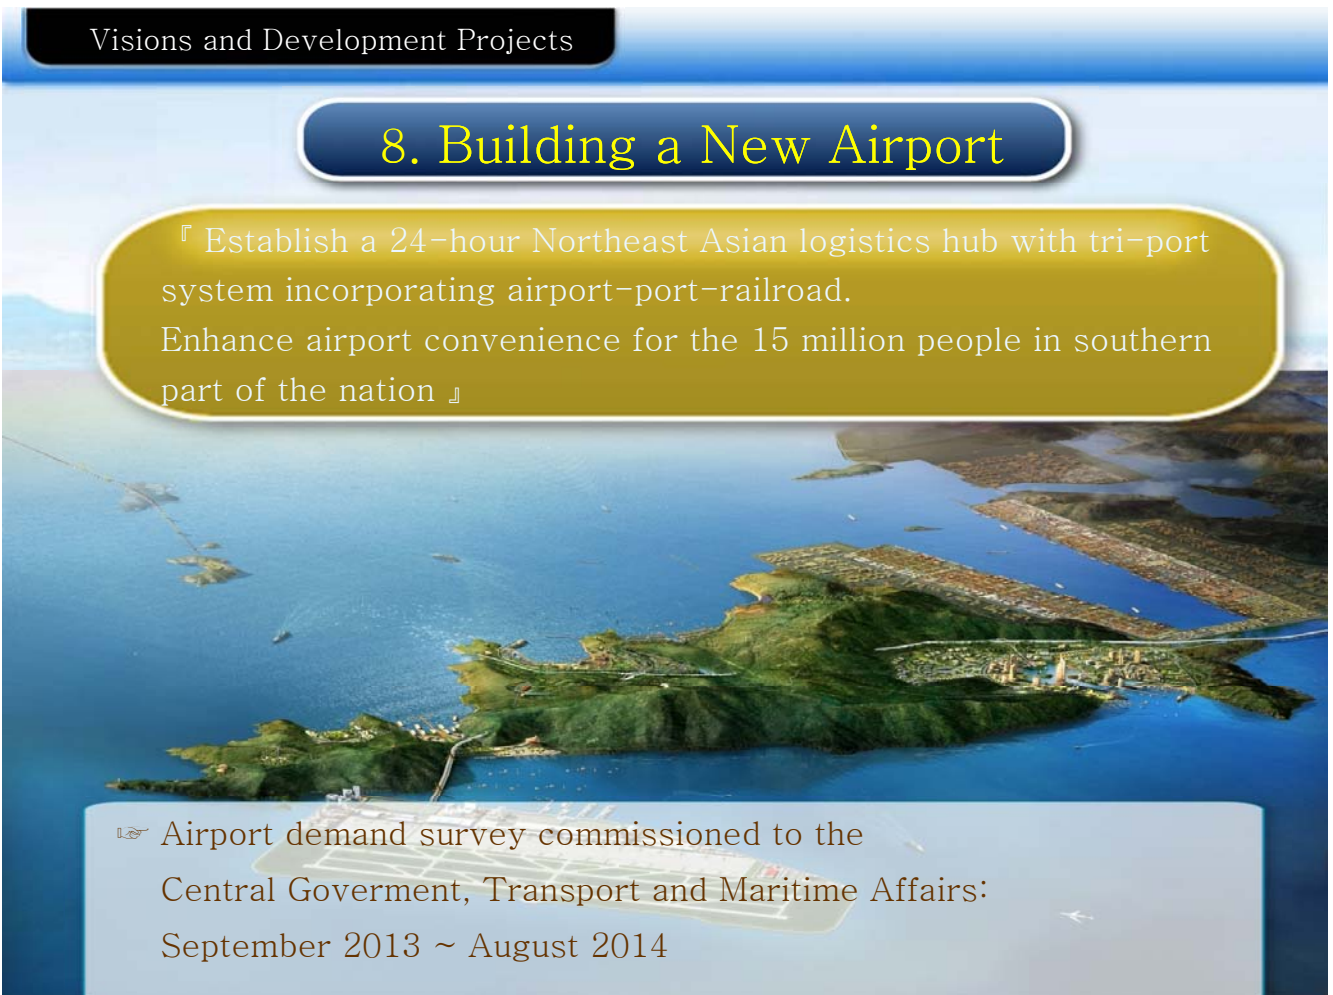 Visions and Development Projects
8. Building a New Airport
『 Establish a 24-hour Northeast Asian logistics hub with tri-port
system incorporating airport-port-railroad.
Enhance airport convenience for the 15 million people in southern
part of the nation 』
☞ Airport demand survey commissioned to the
Central Goverment, Transport and Maritime Affairs:
September 2013 ~ August 2014